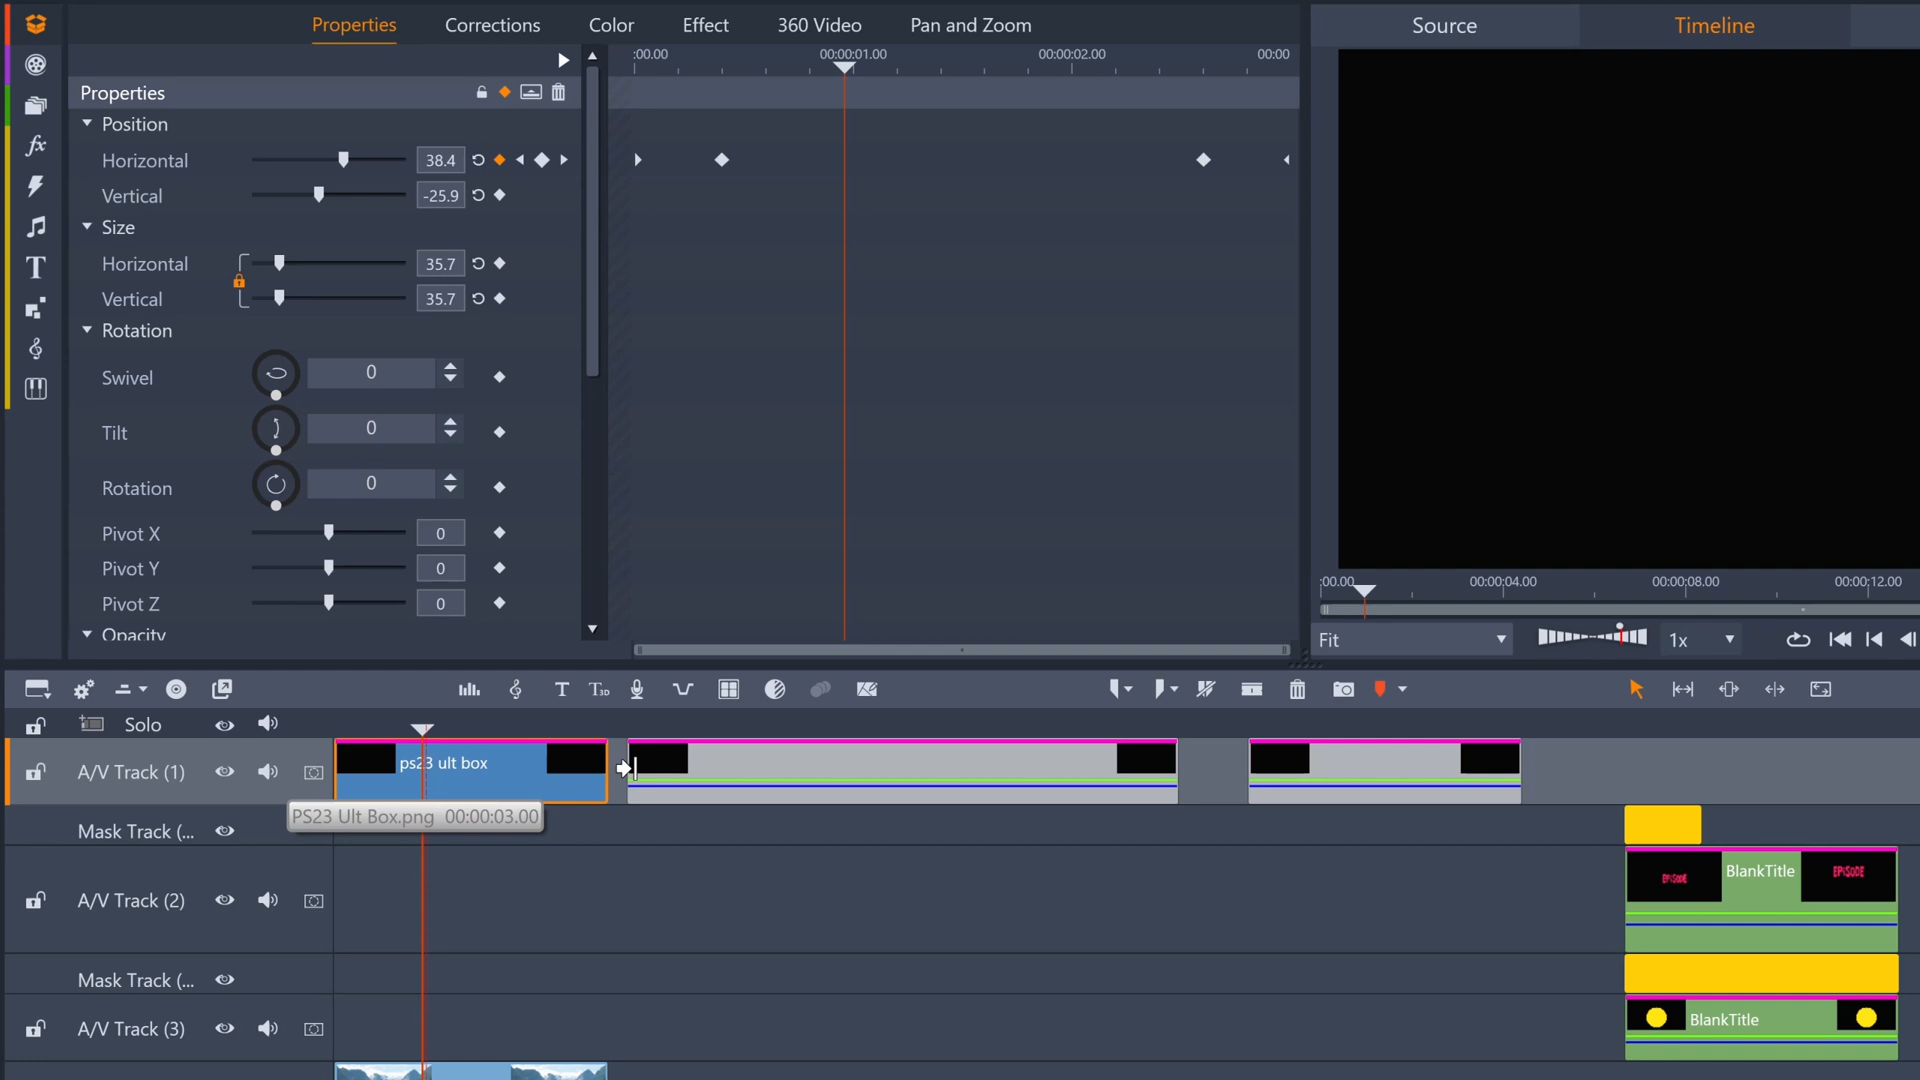 Properties Corrections Color Effect 360 Video Pan and Zoom
Source Timeline
:00.00 00:00:01.00 00:00:02.00 00:00
Properties
Position
Horizontal 38.4
Vertical -25.9
Size
Horizontal 35.7
Vertical 35.7
Rotation
Swivel 0
Tilt 0
Rotation 0
Pivot X 0
Pivot Y 0
Pivot Z 0
Opacity
:00.00 00:00:04.00 00:00:08.00 00:00:12.00
Fit 1x
fx
T
T T3D
Solo
A/V Track (1)
ps23 ult box
PS23 Ult Box.png 00:00:03.00
Mask Track (...
A/V Track (2)
EPISODE BlankTitle EPISODE
Mask Track (...
A/V Track (3)
BlankTitle